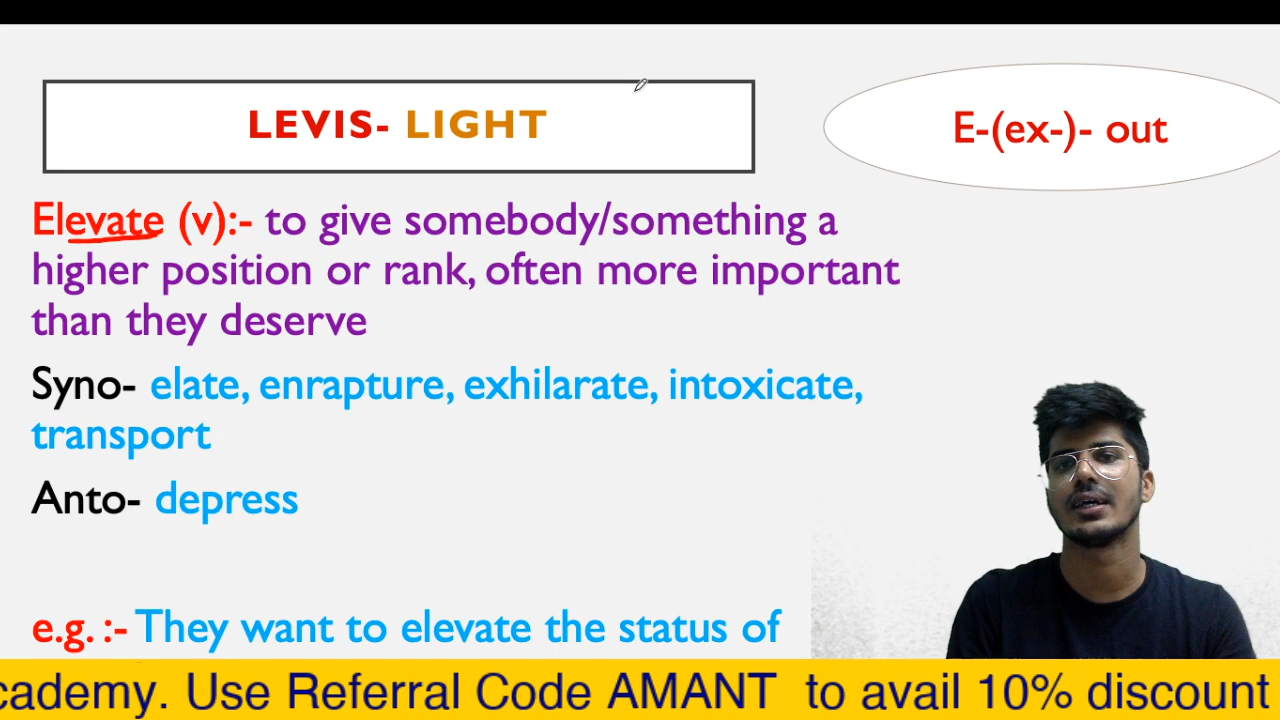 LEVIS- LIGHT
E-(ex-)- out
Elevate (v):- to give somebody/something a
higher position or rank, often more important
than they deserve
Syno- elate, enrapture, exhilarate, intoxicate,
transport
Anto- depress
e.g. :- They want to elevate the status of
cademy. Use Referral Code AMANT to avail 10% discount